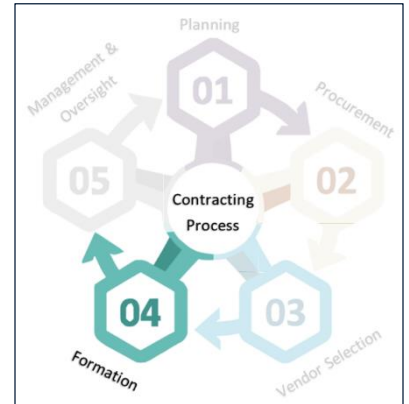 Planning
01
Procurement
02
Vendor Selection
03
Formation
04
Management &
Oversight
05
Contracting
Process